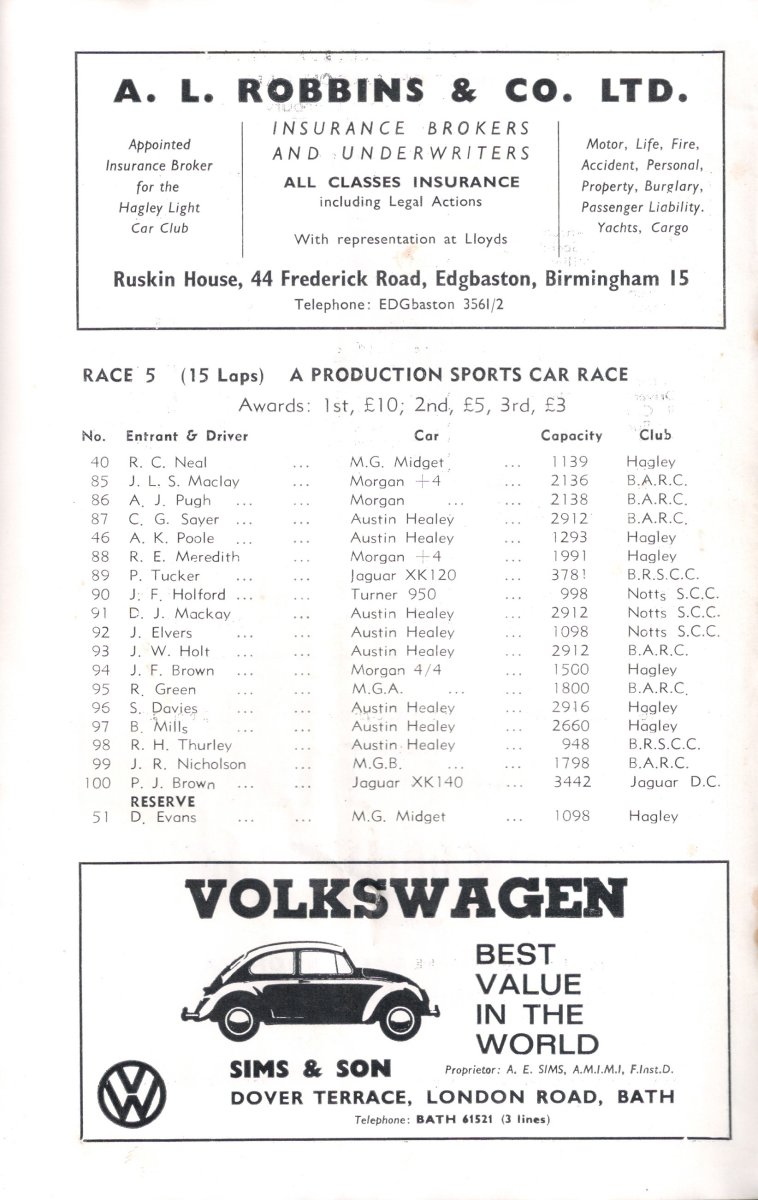 A. L. ROBBINS & CO. LTD.
Appointed
Insurance Broker
for the
Hagley Light
Car Club
INSURANCE BROKERS
AND UNDERWRITERS
ALL CLASSES INSURANCE
including Legal Actions
With representation at Lloyds
Motor, Life, Fire,
Accident, Personal,
Property, Burglary,
Passenger Liability.
Yachts, Cargo
Ruskin House, 44 Frederick Road, Edgbaston, Birmingham 15
Telephone: EDGbaston 3561/2
RACE 5 (15 Laps) A PRODUCTION SPORTS CAR RACE
Awards: 1st, £10; 2nd, £5, 3rd, £3
No. Entrant & Driver Car Capacity Club
40 R. C. Neal ... M.G. Midget ... 1139 Hagley
85 J. L. S. Maclay ... Morgan +4 ... 2136 B.A.R.C.
86 A. J. Pugh ... ... Morgan ... ... 2138 B.A.R.C.
87 C. G. Sayer ... ... Austin Healey ... 2912 B.A.R.C.
46 A. K. Poole ... ... Austin Healey ... 1293 Hagley
88 R. E. Meredith ... Morgan +4 ... 1991 Hagley
89 P. Tucker ... ... Jaguar XK120 ... 3781 B.R.S.C.C.
90 J. F. Holford ... ... Turner 950 ... 998 Notts S.C.C.
91 D. J. Mackay ... Austin Healey ... 2912 Notts S.C.C.
92 J. Elvers ... ... Austin Healey ... 1098 Notts S.C.C.
93 J. W. Holt ... ... Austin Healey ... 2912 B.A.R.C.
94 J. F. Brown ... ... Morgan 4/4 ... 1500 Hagley
95 R. Green ... ... M.G.A. ... ... 1800 B.A.R.C.
96 S. Davies ... ... Austin Healey ... 2916 Hagley
97 B. Mills ... ... Austin Healey ... 2660 Hagley
98 R. H. Thurley ... Austin Healey ... 948 B.R.S.C.C.
99 J. R. Nicholson ... M.G.B. ... ... 1798 B.A.R.C.
100 P. J. Brown ... ... Jaguar XK140 ... 3442 Jaguar D.C.
RESERVE
51 D. Evans ... ... M.G. Midget ... 1098 Hagley
VOLKSWAGEN
BEST
VALUE
IN THE
WORLD
SIMS & SON
Proprietor: A. E. SIMS, A.M.I.M.I, F.Inst.D.
DOVER TERRACE, LONDON ROAD, BATH
Telephone: BATH 61521 (3 lines)
VW